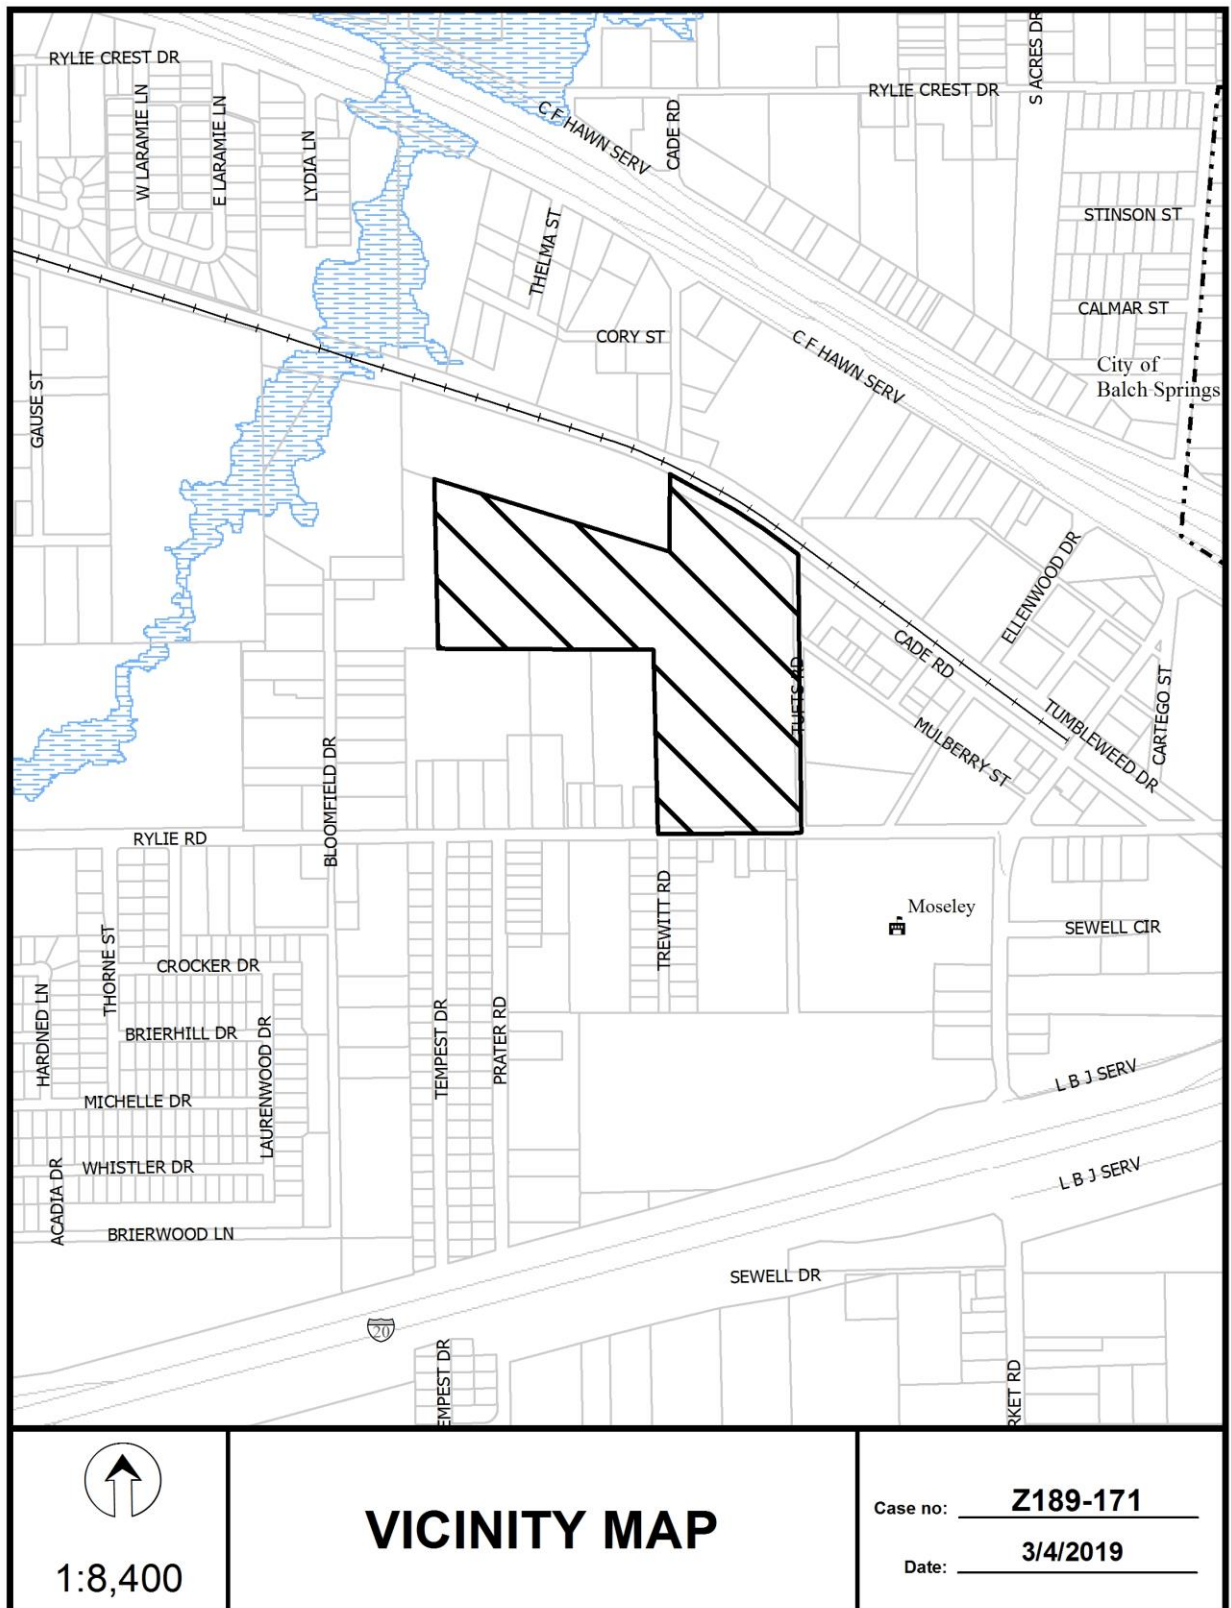 RYLIE CREST DR
S ACRES DR
RYLIE CREST DR
W LARAMIE LN
E LARAMIE LN
LYDIA LN
C F HAWN SERV
CADE RD
STINSON ST
THELMA ST
CALMAR ST
CORY ST
C F HAWN SERV
City of
Balch Springs
GAUSE ST
ELLENWOOD DR
CADE RD
TUFTS RD
CARTEGO ST
TUMBLEWEED DR
MULBERRY ST
BLOOMFIELD DR
RYLIE RD
TREWITT RD
Moseley
SEWELL CIR
THORNE ST
CROCKER DR
HARDNED LN
BRIERHILL DR
LAURENWOOD DR
TEMPEST DR
PRATER RD
L B J SERV
MICHELLE DR
WHISTLER DR
L B J SERV
ACADIA DR
BRIERWOOD LN
SEWELL DR
20
EMPEST DR
RKET RD
1:8,400
VICINITY MAP
Case no: Z189-171
Date: 3/4/2019